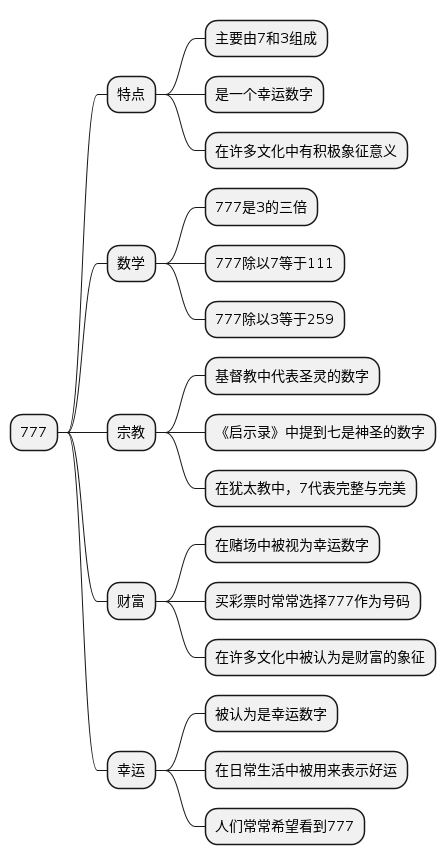 777
特点
主要由7和3组成
是一个幸运数字
在许多文化中有积极象征意义
数学
777是3的三倍
777除以7等于111
777除以3等于259
宗教
基督教中代表圣灵的数字
《启示录》中提到七是神圣的数字
在犹太教中，7代表完整与完美
财富
在赌场中被视为幸运数字
买彩票时常常选择777作为号码
在许多文化中被认为是财富的象征
幸运
被认为是幸运数字
在日常生活中被用来表示好运
人们常常希望看到777